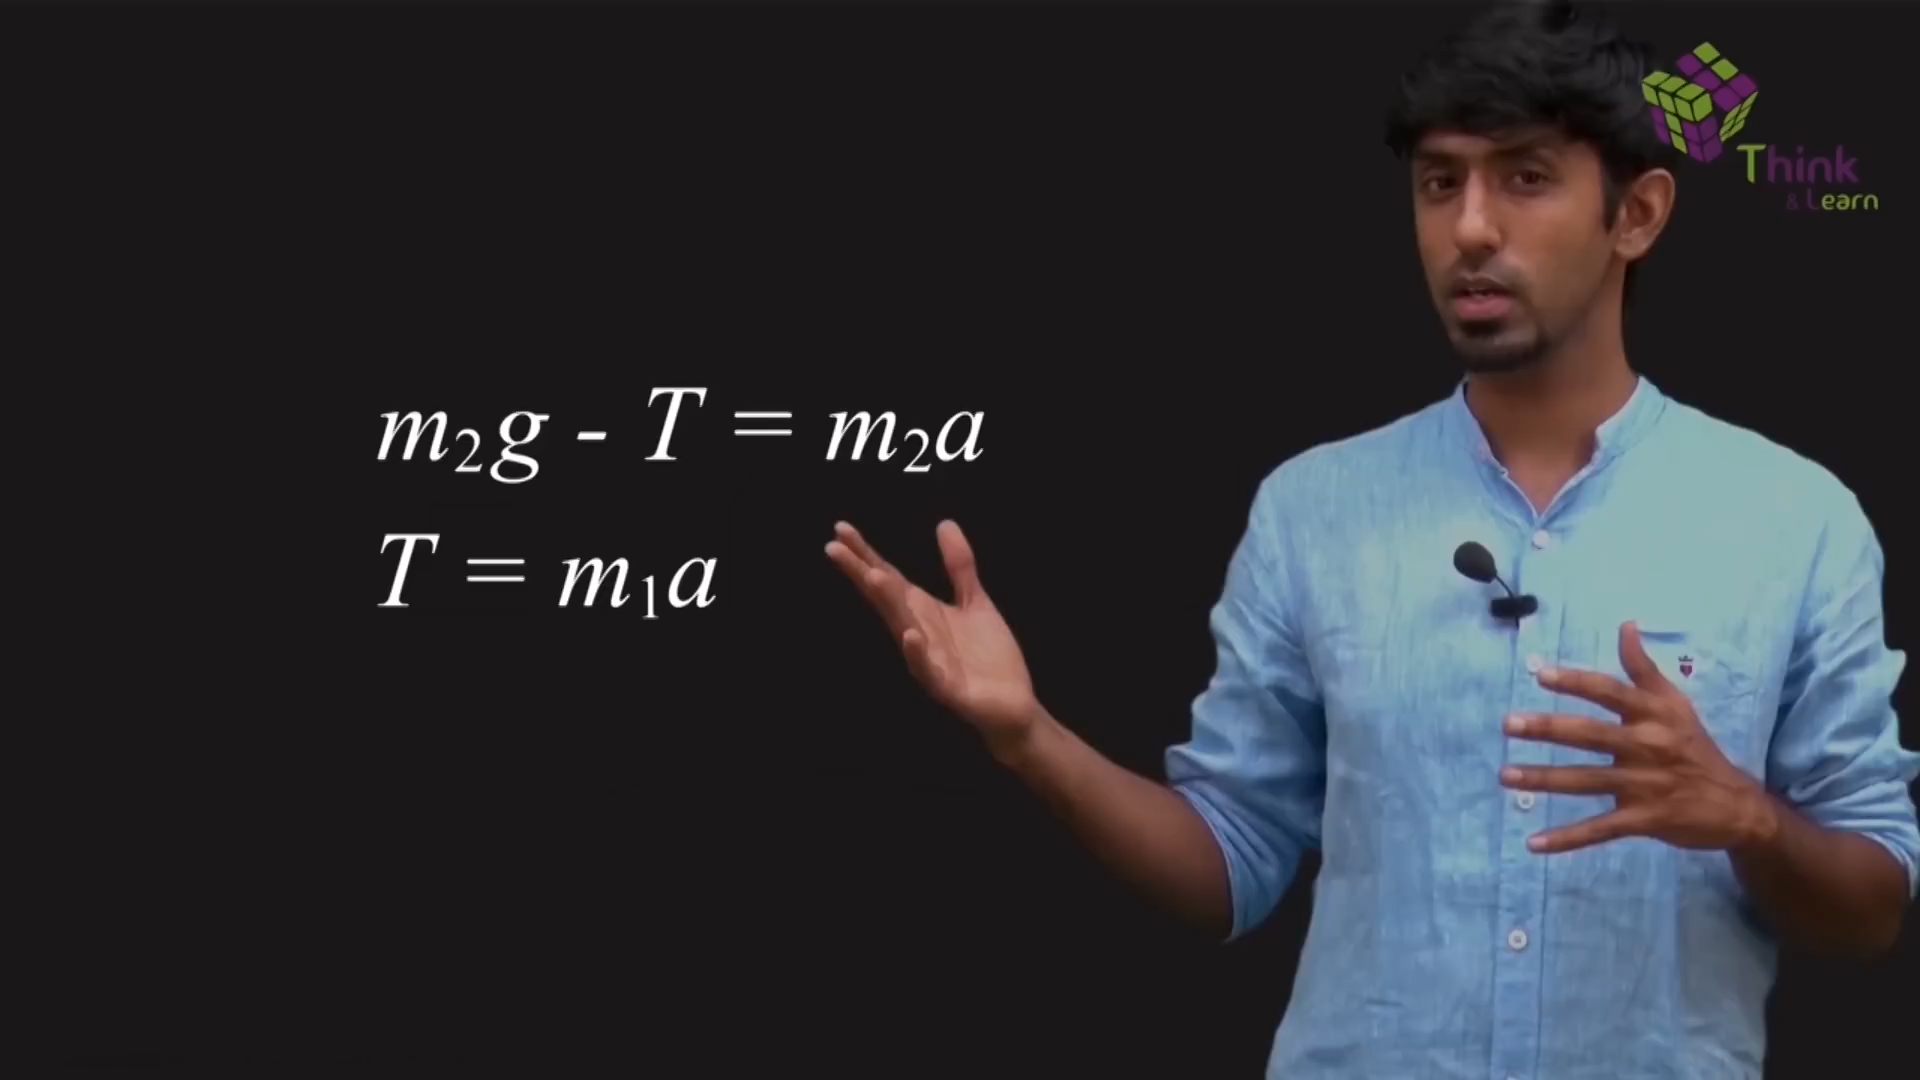 m₂g - T = m₂a
T = m₁a
Think
& Learn